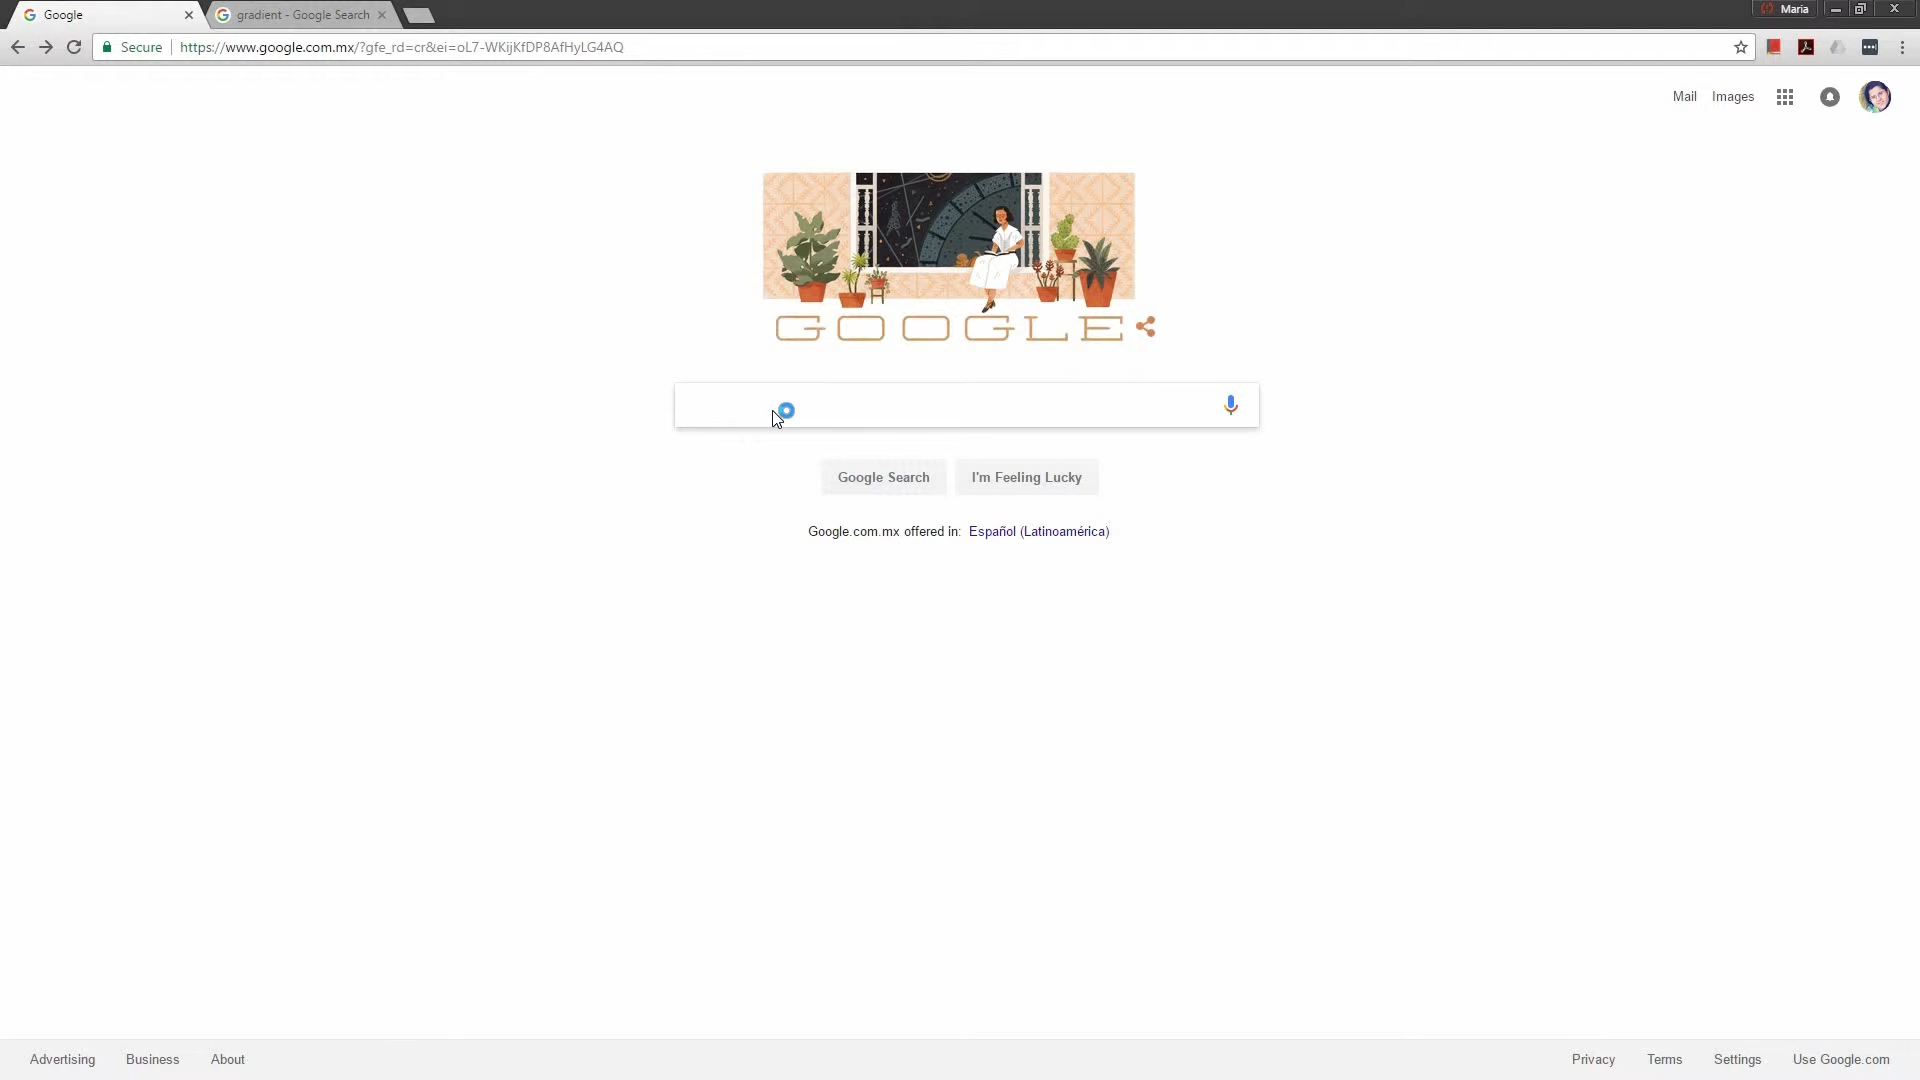 Google
gradient - Google Search
Maria
Secure
https://www.google.com.mx/?gfe_rd=cr&ei=oL7-WKijKfDP8AfHyLG4AQ
Mail
Images
GOOGLE
Google Search
I'm Feeling Lucky
Google.com.mx offered in: Español (Latinoamérica)
Advertising
Business
About
Privacy
Terms
Settings
Use Google.com